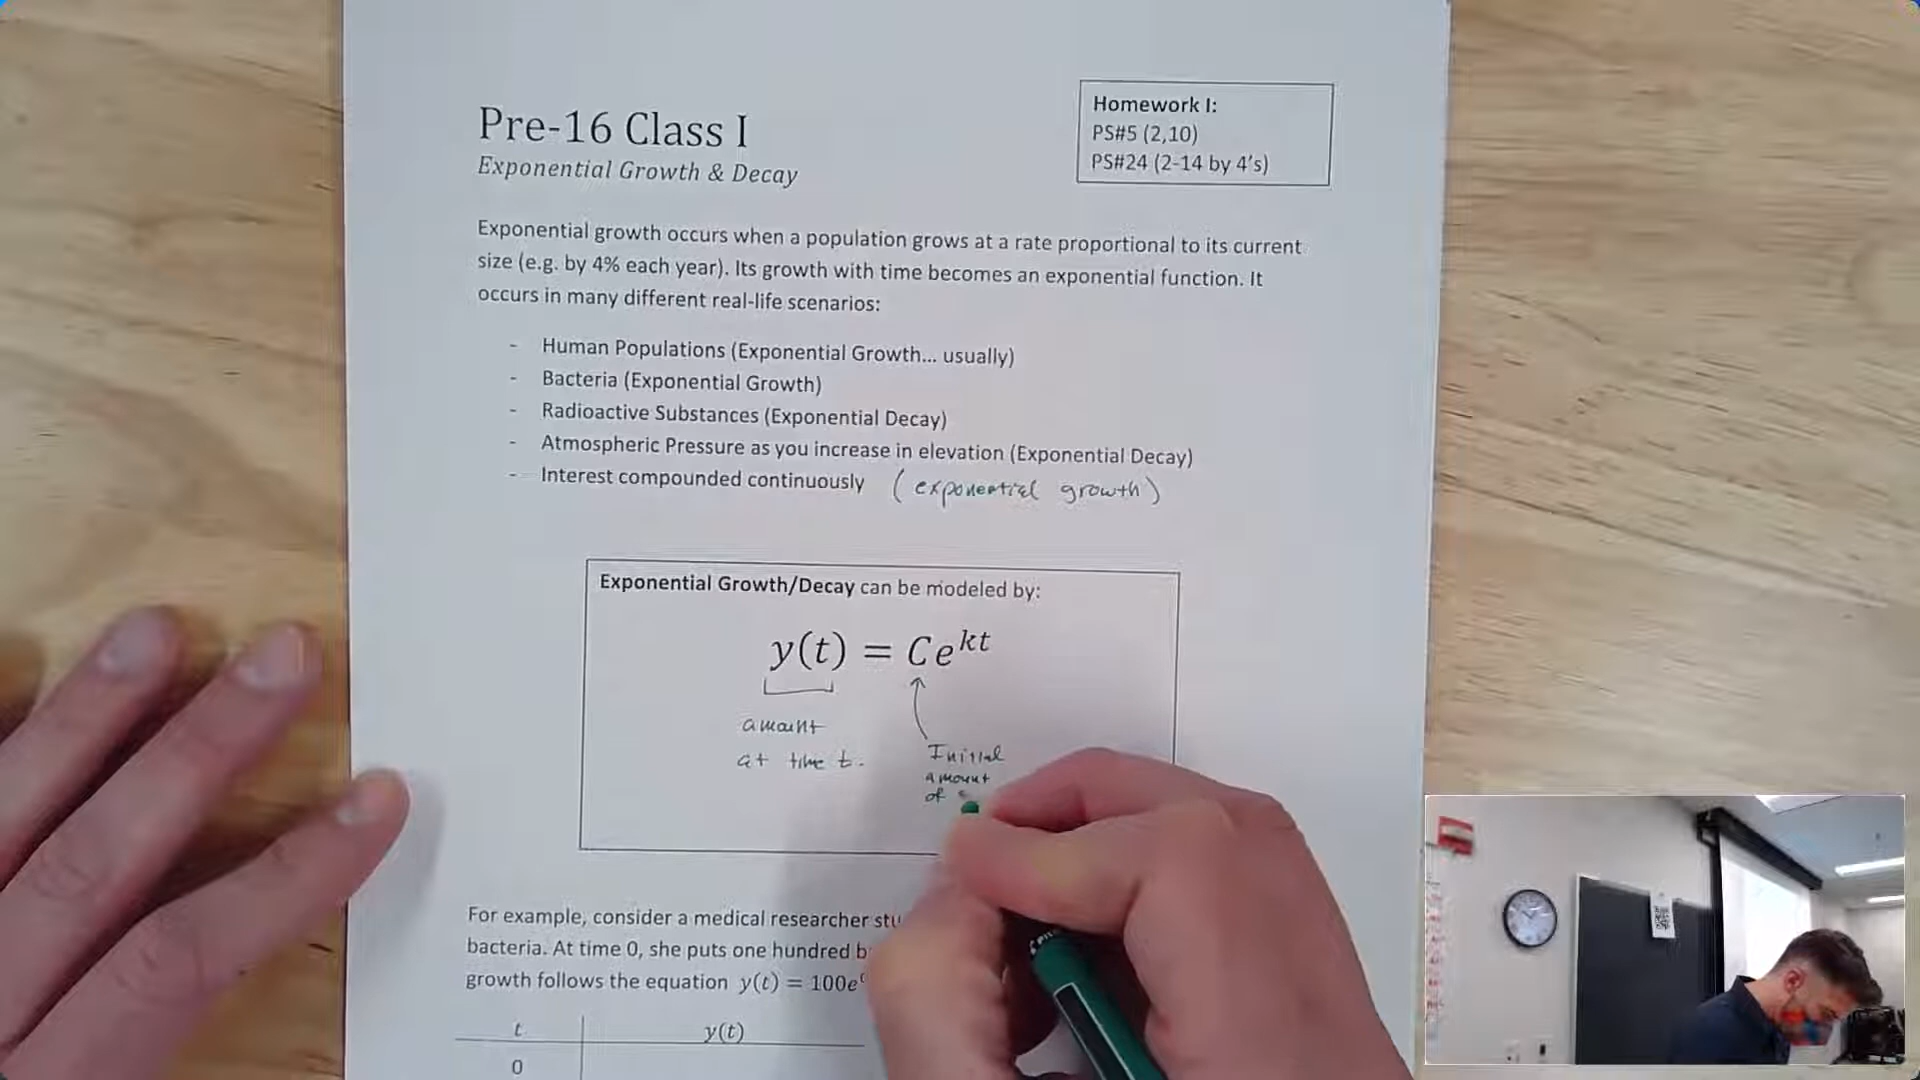 Pre-16 Class I
Exponential Growth & Decay
Homework I:
PS#5 (2,10)
PS#24 (2-14 by 4's)
Exponential growth occurs when a population grows at a rate proportional to its current
size (e.g. by 4% each year). Its growth with time becomes an exponential function. It
occurs in many different real-life scenarios:
- Human Populations (Exponential Growth... usually)
- Bacteria (Exponential Growth)
- Radioactive Substances (Exponential Decay)
- Atmospheric Pressure as you increase in elevation (Exponential Decay)
- Interest compounded continuously (exponential growth)
Exponential Growth/Decay can be modeled by:
y(t) = Ce^{kt}
amount
at time t.
Initial
amount
of
For example, consider a medical researcher
bacteria. At time 0, she puts one hundred
growth follows the equation y(t) = 100e
t y(t)
0